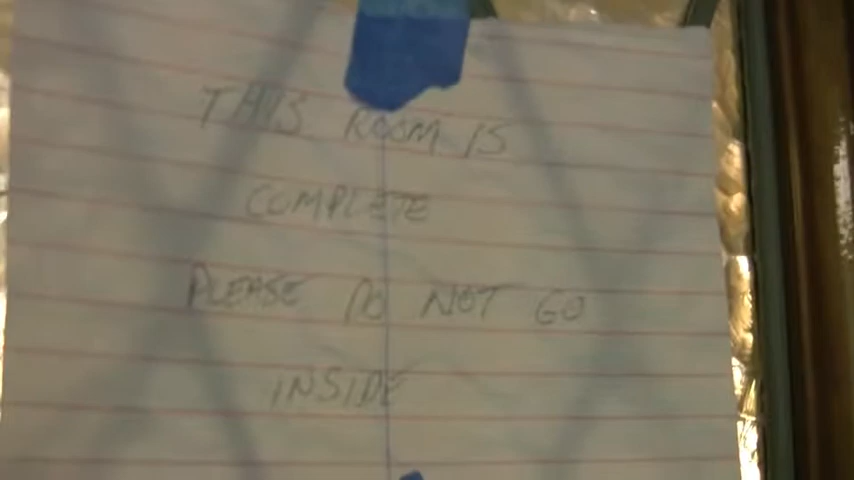 THIS ROOM IS
COMPLETE
PLEASE DO NOT GO
INSIDE